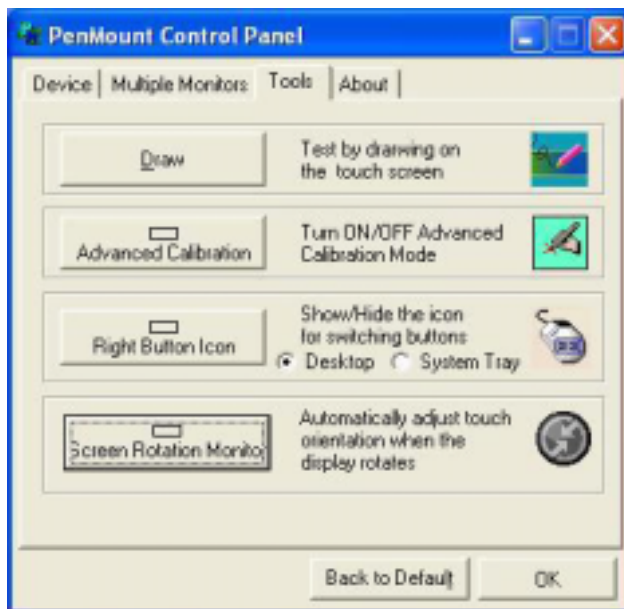 PenMount Control Panel
Device Multiple Monitors Tools About
Draw
Test by drarwing on
the touch screen
Advanced Calibration
Turn ON/OFF Advanced
Calibration Mode
Right Button Icon
Show/Hide the icon
for switching buttons
Desktop System Tray
Screen Rotation Monitor
Automatically adjust touch
orientation when the
display rotates
Back to Default OK